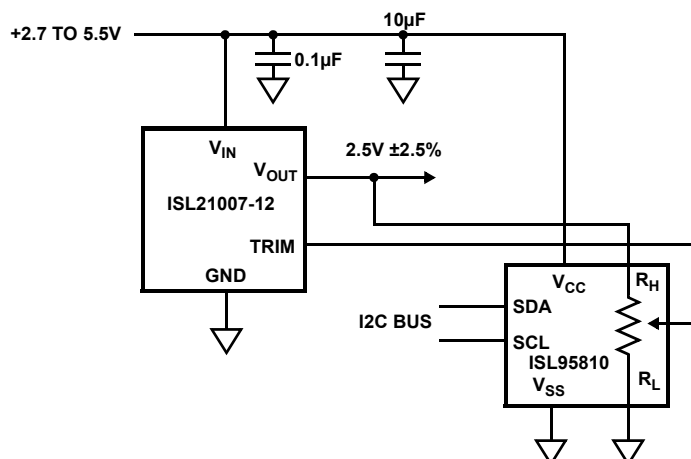 10µF
+2.7 TO 5.5V
0.1µF
VIN
2.5V ±2.5%
VOUT
ISL21007-12
TRIM
GND
VCC
RH
SDA
I2C BUS
SCL
ISL95810
VSS
RL